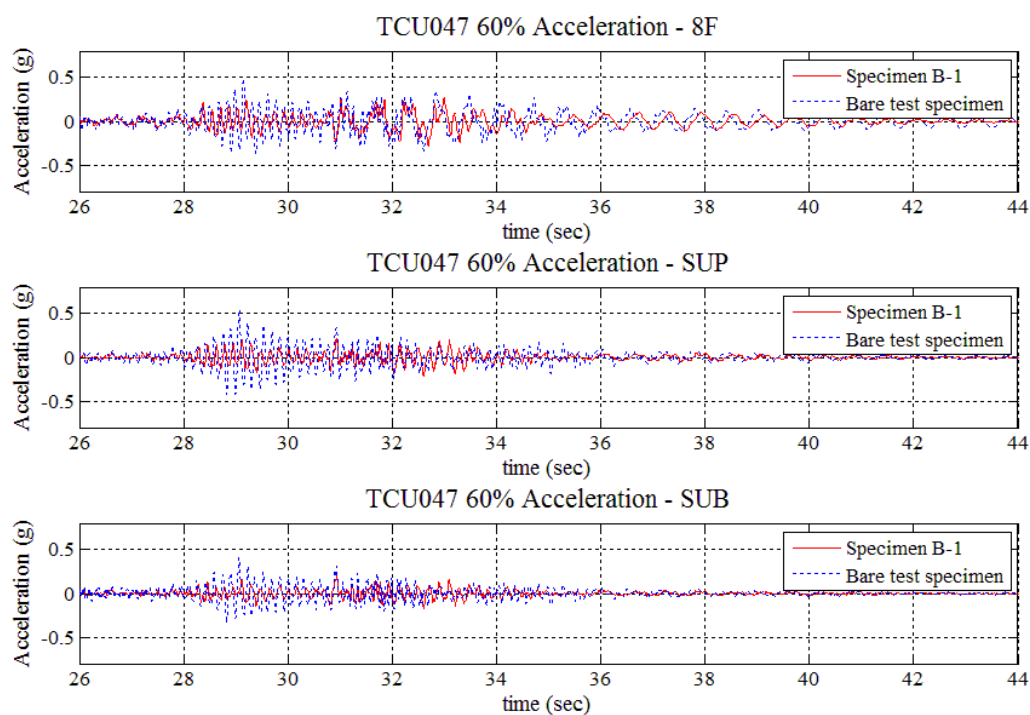 TCU047 60% Acceleration - 8F
Acceleration (g)
0.5
0
-0.5
Specimen B-1
Bare test specimen
26 28 30 32 34 36 38 40 42 44
time (sec)
TCU047 60% Acceleration - SUP
Acceleration (g)
0.5
0
-0.5
Specimen B-1
Bare test specimen
26 28 30 32 34 36 38 40 42 44
time (sec)
TCU047 60% Acceleration - SUB
Acceleration (g)
0.5
0
-0.5
Specimen B-1
Bare test specimen
26 28 30 32 34 36 38 40 42 44
time (sec)